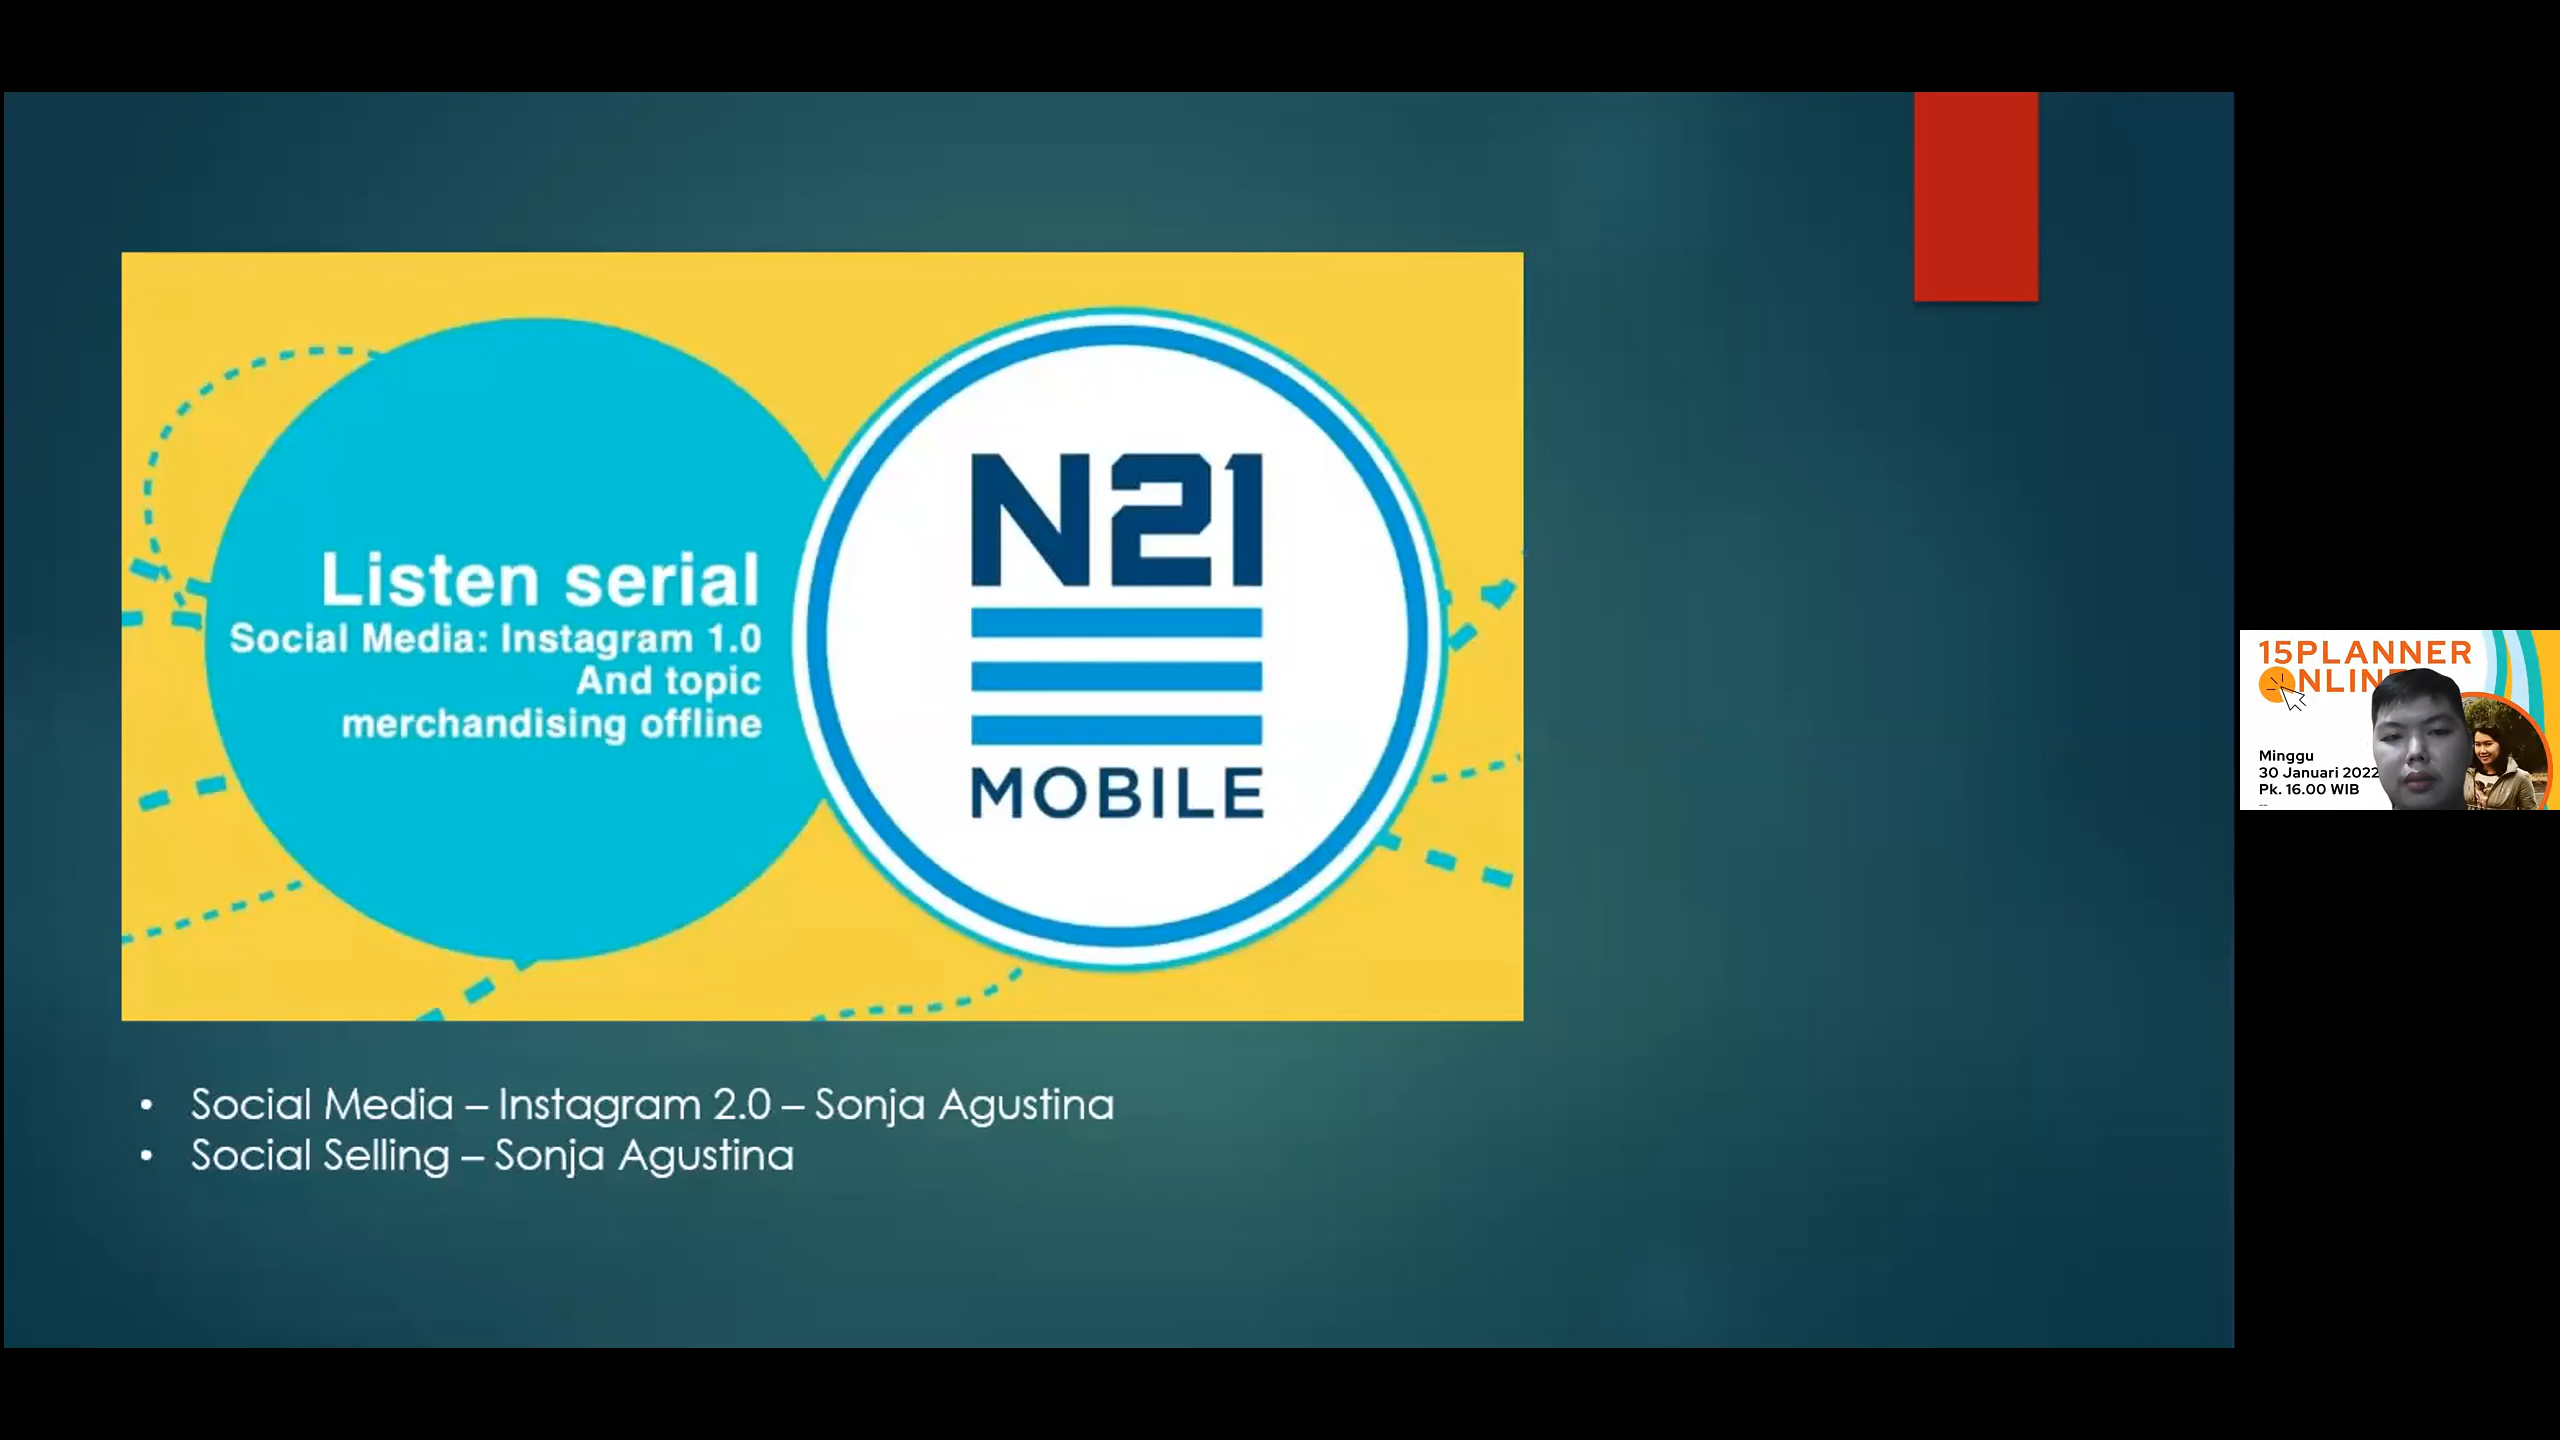 Listen serial
Social Media: Instagram 1.0
And topic
merchandising offline
N21
MOBILE
• Social Media – Instagram 2.0 – Sonja Agustina
• Social Selling – Sonja Agustina
15PLANNER
NLINE
Minggu
30 Januari 2022
Pk. 16.00 WIB